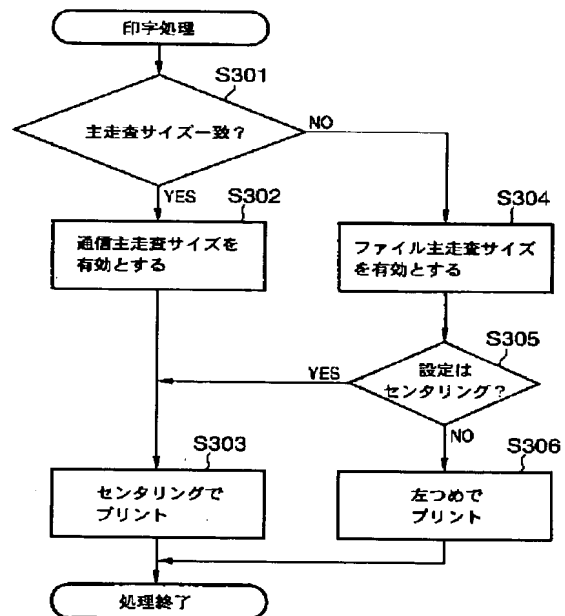 印字処理
S301
主走査サイズ一致?
NO
YES
S302
通信主走査サイズを
有効とする
S304
ファイル主走査サイズ
を有効とする
S305
設定は
センタリング?
YES
NO
S303
センタリングで
プリント
S306
左つめで
プリント
処理終了